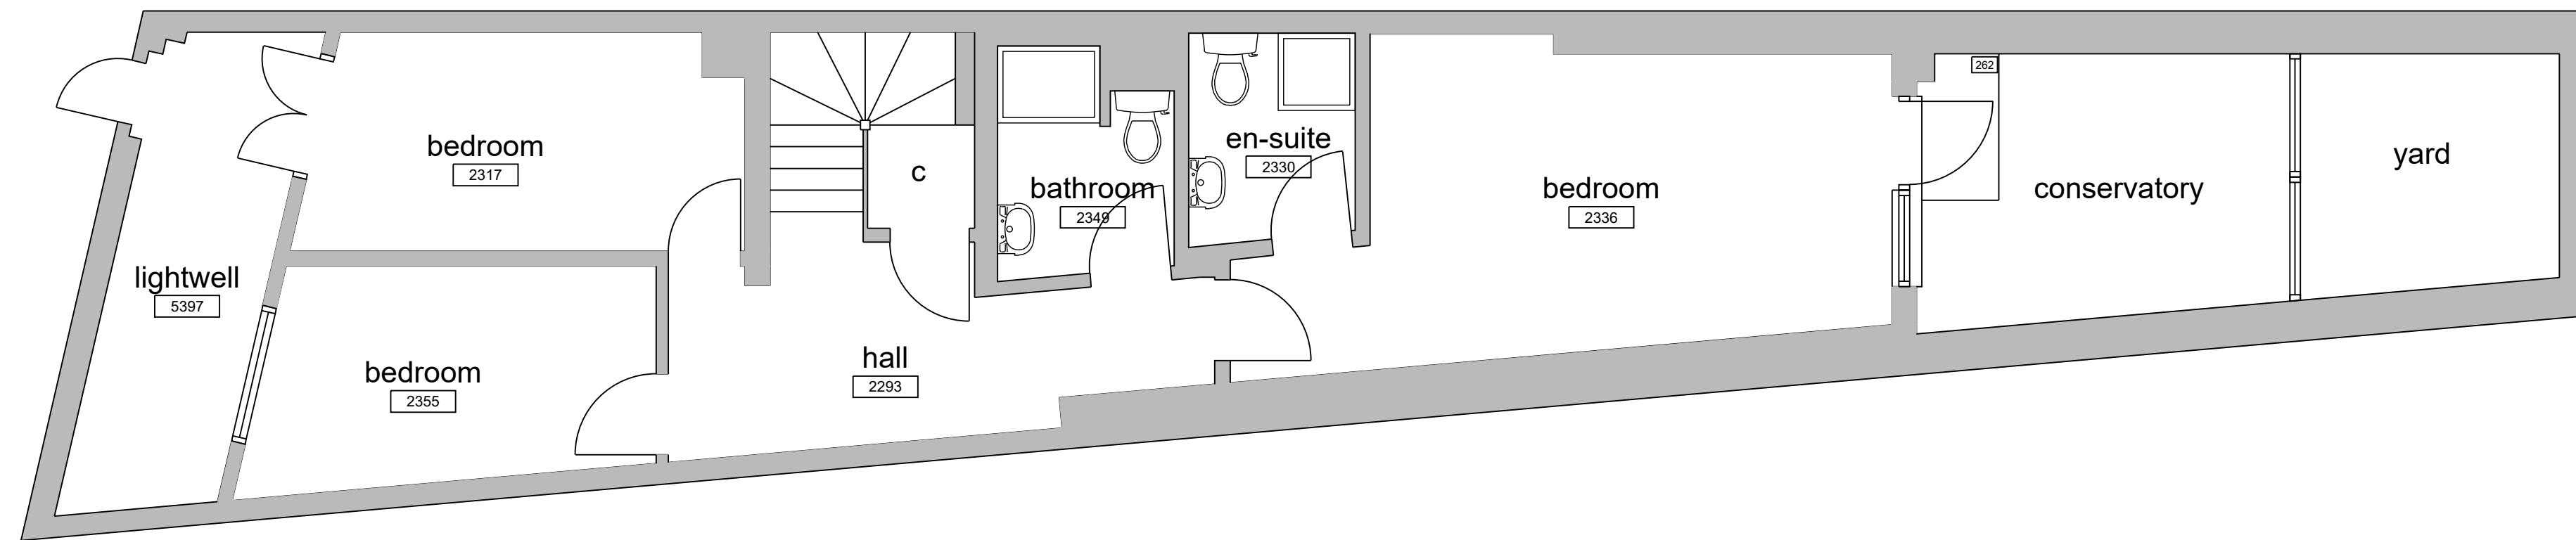 lightwell
5397
bedroom
2317
bedroom
2355
c
hall
2293
bathroom
2349
en-suite
2330
bedroom
2336
262
conservatory
yard